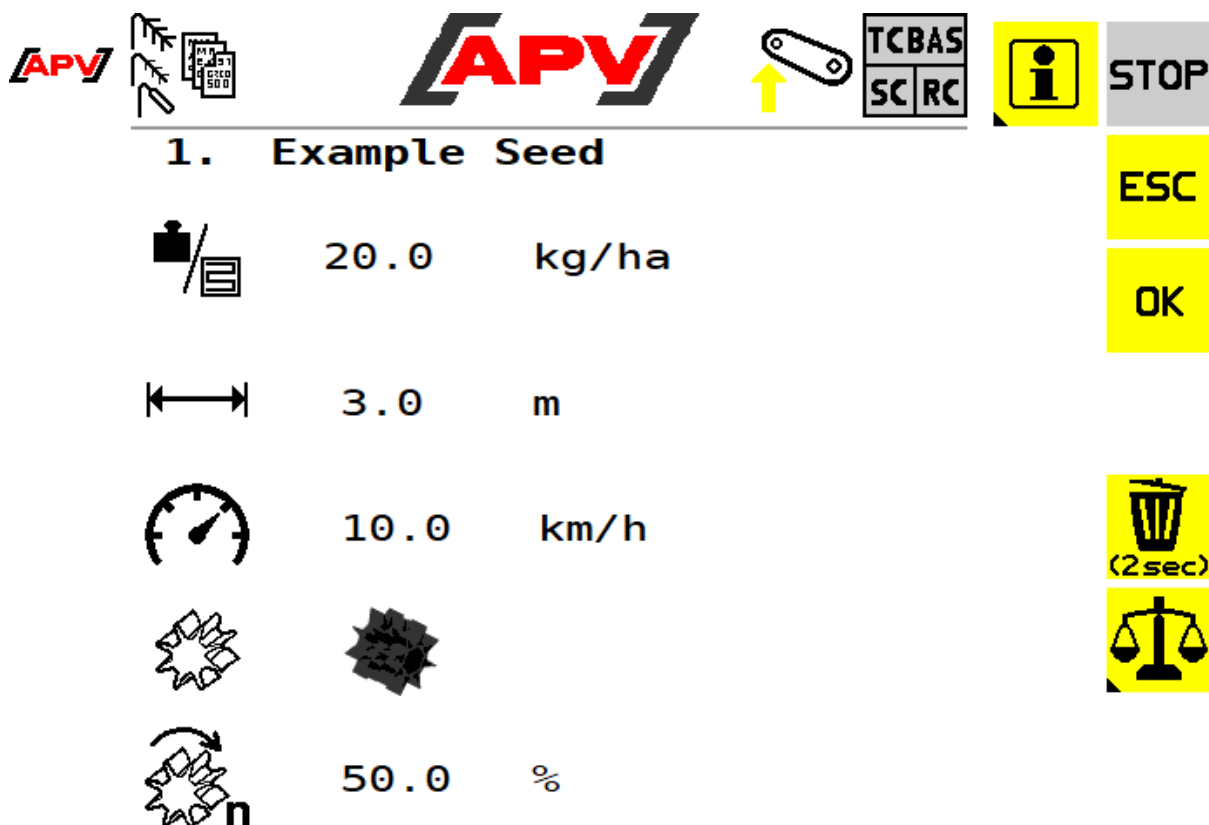 APV
APV
TCBAS
SC RC
i
STOP
1. Example Seed
ESC
20.0 kg/ha
OK
3.0 m
10.0 km/h
(2sec)
n
50.0 %